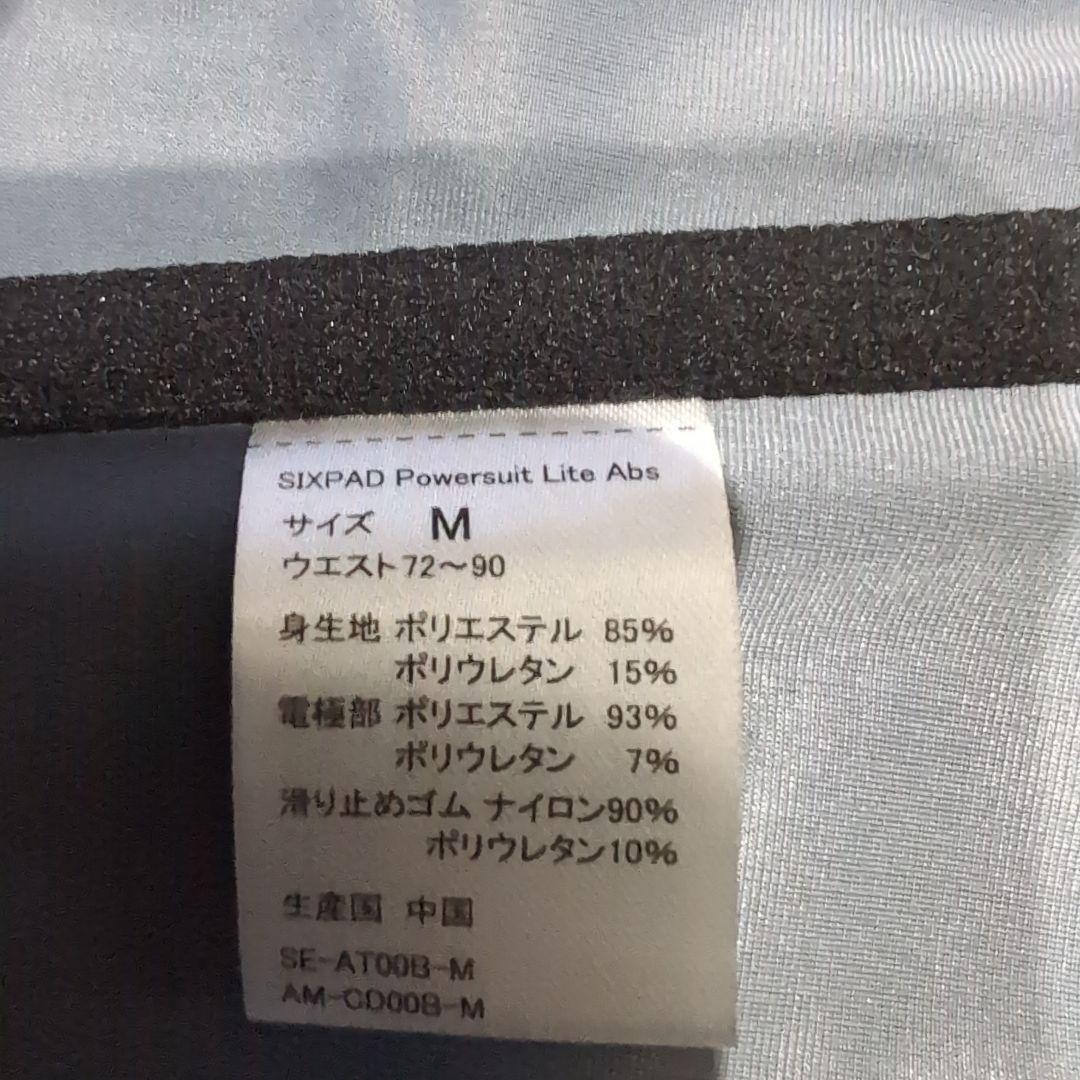 SIXPAD Powersuit Lite Abs
サイズ M
ウエスト72～90
身生地 ポリエステル 85%
ポリウレタン 15%
電極部 ポリエステル 93%
ポリウレタン 7%
滑り止めゴム ナイロン90%
ポリウレタン10%
生産国 中国
SE-AT00B-M
AM-CD00B-M